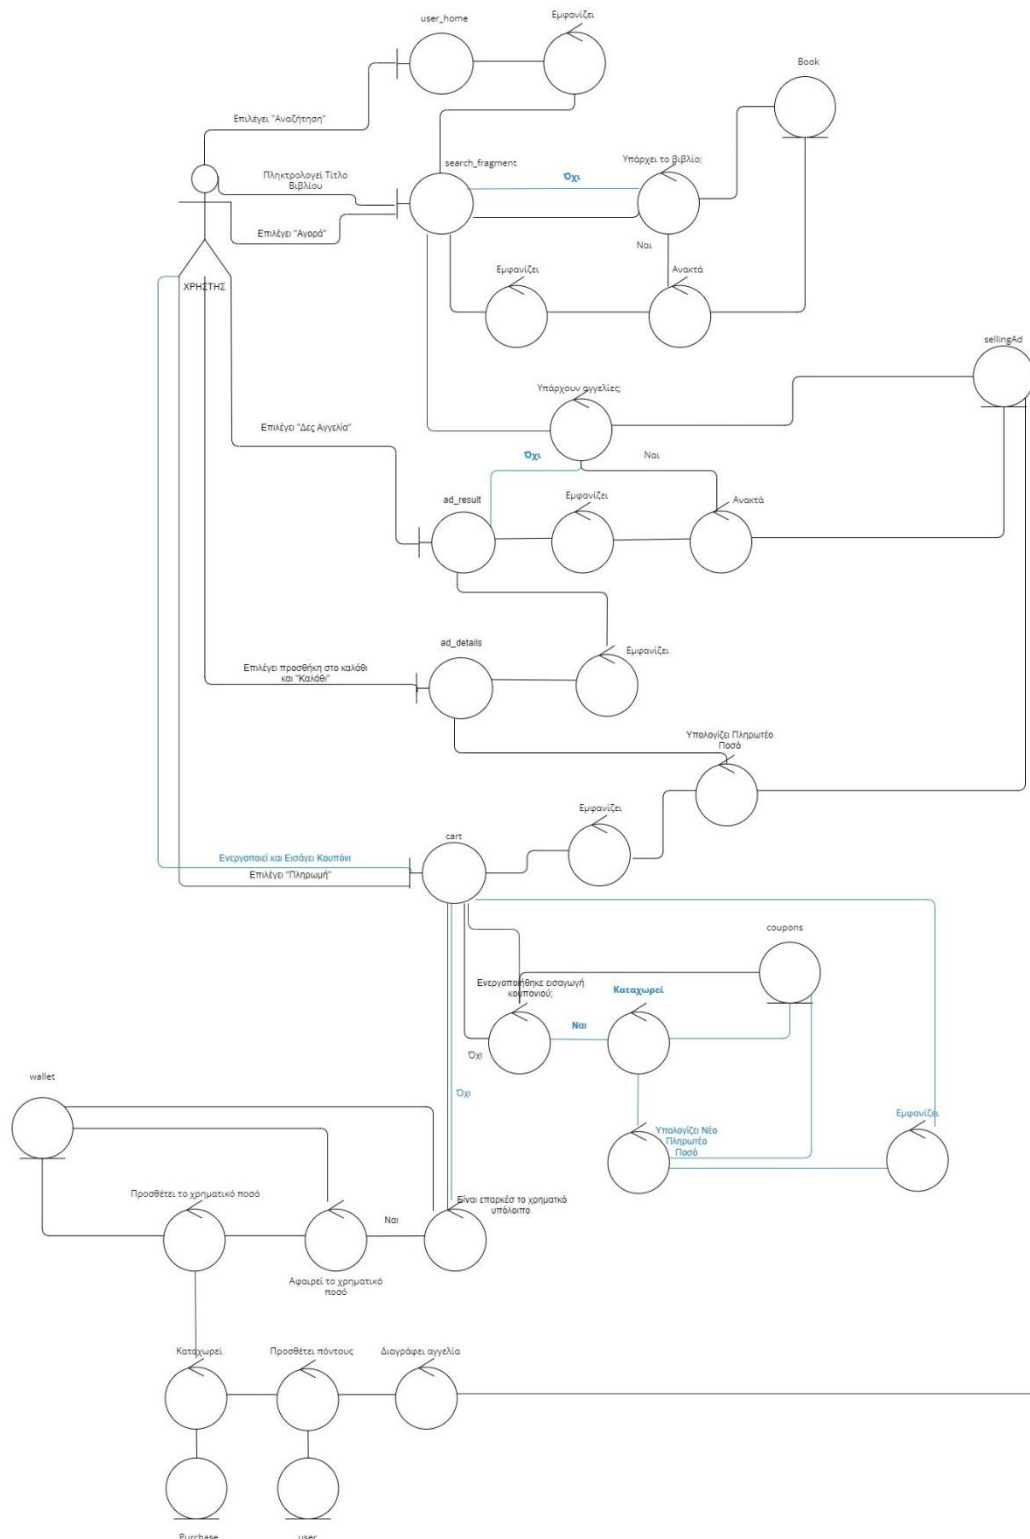 user_home
Εμφανίζει
Book
Επιλέγει "Αναζήτηση"
search_fragment
Υπάρχει το βιβλίο;
Πληκτρολογεί Τίτλο
Βιβλίου
Όχι
Επιλέγει "Αγορά"
Ναι
Εμφανίζει
Ανακτά
ΧΡΗΣΤΗΣ
sellingAd
Υπάρχουν αγγελίες;
Επιλέγει "Δες Αγγελία"
Όχι
Ναι
ad_result
Εμφανίζει
Ανακτά
ad_details
Εμφανίζει
Επιλέγει προσθήκη στο καλάθι
και "Καλάθι"
Υπολογίζει Πληρωτέο
Ποσό
Εμφανίζει
cart
Ενεργοποιεί και Εισάγει Κουπόνι
Επιλέγει "Πληρωμή"
coupons
Ενεργοποιήθηκε εισαγωγή
κουπονιού;
Καταχωρεί
Ναι
Όχι
wallet
Όχι
Εμφανίζει
Υπολογίζει Νέο
Πληρωτέο
Ποσό
Προσθέτει το χρηματικό ποσό
Είναι επαρκέσ το χρηματκό
υπόλοιπο
Ναι
Αφαιρεί το χρηματικό
ποσό
Καταχωρεί
Προσθέτει πόντους
Διαγράφει αγγελία
Purchase
user